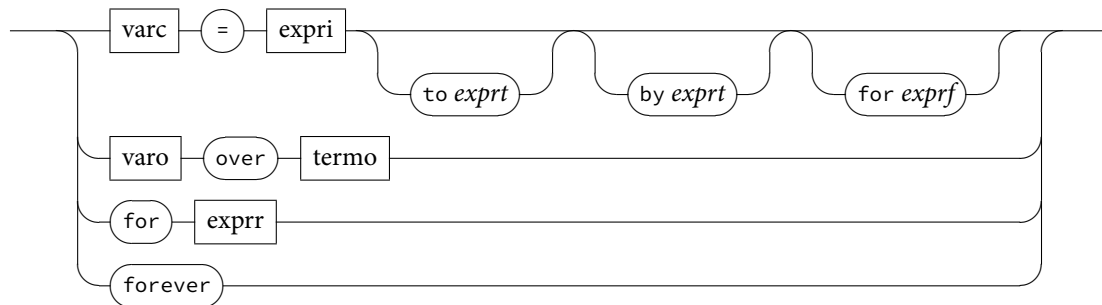 varc = expri
to exprt by exprt for exprf
varo over termo
for exprr
forever